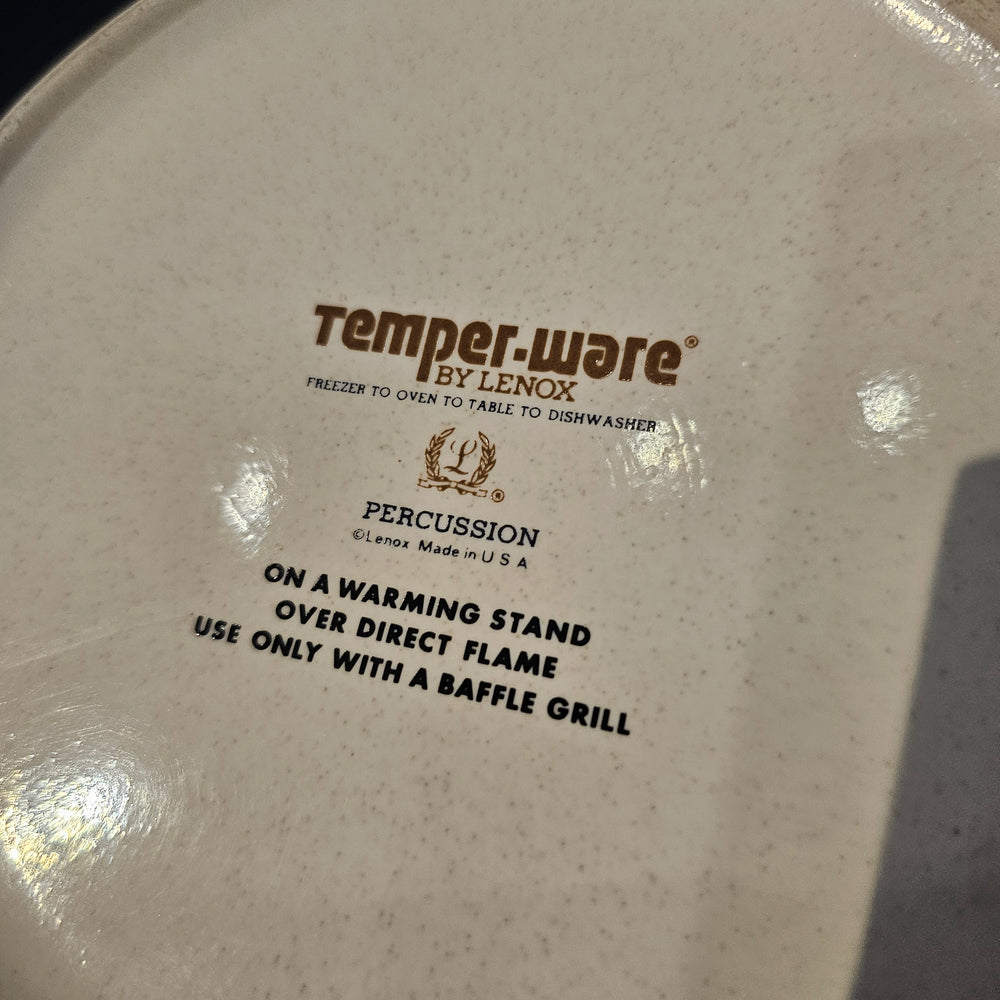 Temper-ware®
BY LENOX
FREEZER TO OVEN TO TABLE TO DISHWASHER
L
®
PERCUSSION
©Lenox Made in U S A
ON A WARMING STAND
OVER DIRECT FLAME
USE ONLY WITH A BAFFLE GRILL